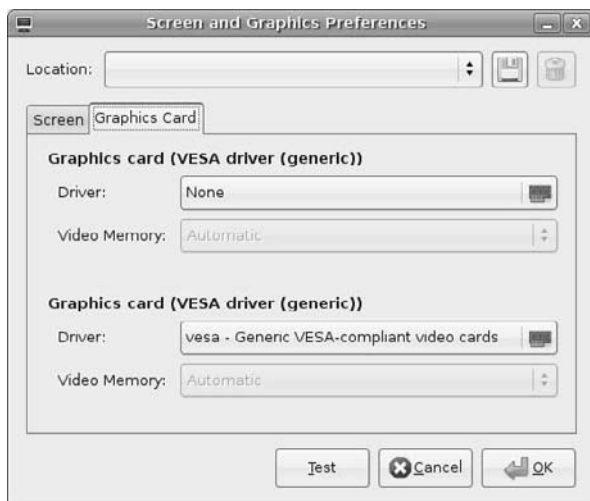 Screen and Graphics Preferences
Location:
Screen Graphics Card
Graphics card (VESA driver (generic))
Driver: None
Video Memory: Automatic
Graphics card (VESA driver (generic))
Driver: vesa - Generic VESA-compliant video cards
Video Memory: Automatic
Test Cancel OK